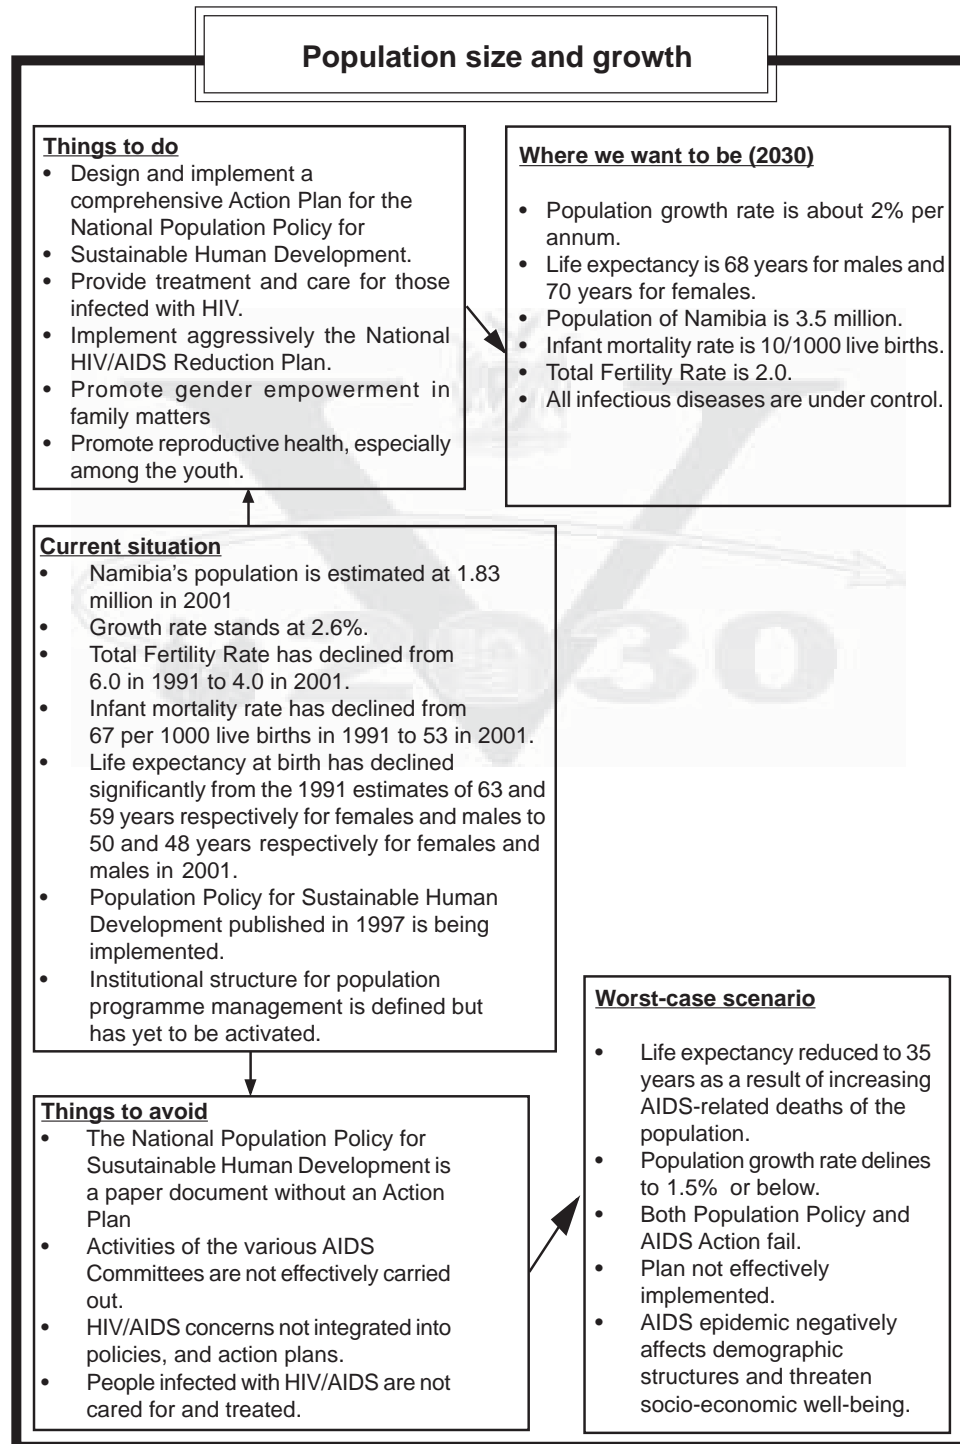 Population size and growth
Things to do
• Design and implement a
comprehensive Action Plan for the
National Population Policy for
• Sustainable Human Development.
• Provide treatment and care for those
infected with HIV.
• Implement aggressively the National
HIV/AIDS Reduction Plan.
• Promote gender empowerment in
family matters
• Promote reproductive health, especially
among the youth.
Where we want to be (2030)
• Population growth rate is about 2% per
annum.
• Life expectancy is 68 years for males and
70 years for females.
• Population of Namibia is 3.5 million.
• Infant mortality rate is 10/1000 live births.
• Total Fertility Rate is 2.0.
• All infectious diseases are under control.
Current situation
• Namibia's population is estimated at 1.83
million in 2001
• Growth rate stands at 2.6%.
• Total Fertility Rate has declined from
6.0 in 1991 to 4.0 in 2001.
• Infant mortality rate has declined from
67 per 1000 live births in 1991 to 53 in 2001.
• Life expectancy at birth has declined
significantly from the 1991 estimates of 63 and
59 years respectively for females and males to
50 and 48 years respectively for females and
males in 2001.
• Population Policy for Sustainable Human
Development published in 1997 is being
implemented.
• Institutional structure for population
programme management is defined but
has yet to be activated.
Things to avoid
• The National Population Policy for
Susutainable Human Development is
a paper document without an Action
Plan
• Activities of the various AIDS
Committees are not effectively carried
out.
• HIV/AIDS concerns not integrated into
policies, and action plans.
• People infected with HIV/AIDS are not
cared for and treated.
Worst-case scenario
• Life expectancy reduced to 35
years as a result of increasing
AIDS-related deaths of the
population.
• Population growth rate delines
to 1.5% or below.
• Both Population Policy and
AIDS Action fail.
• Plan not effectively
implemented.
• AIDS epidemic negatively
affects demographic
structures and threaten
socio-economic well-being.
V
2030